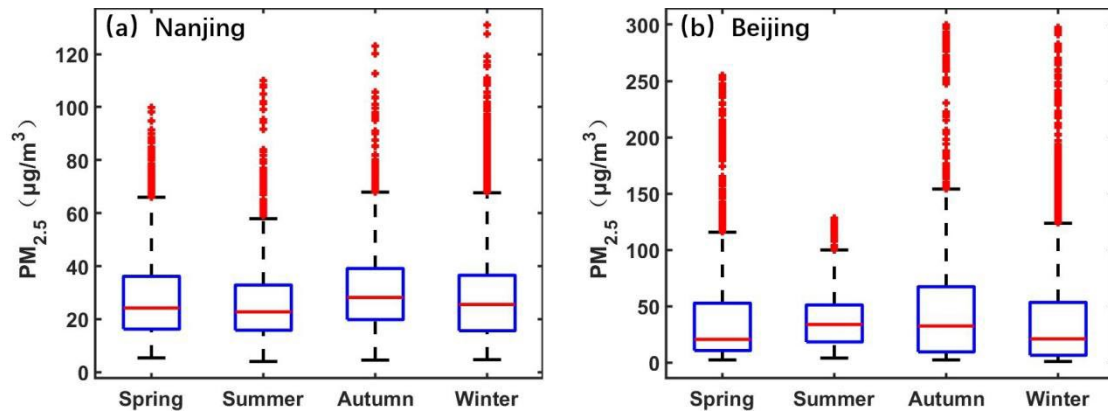 (a) Nanjing
PM2.5 (μg/m³)
120
100
80
60
40
20
0
Spring Summer Autumn Winter
(b) Beijing
PM2.5 (μg/m³)
300
250
200
150
100
50
0
Spring Summer Autumn Winter